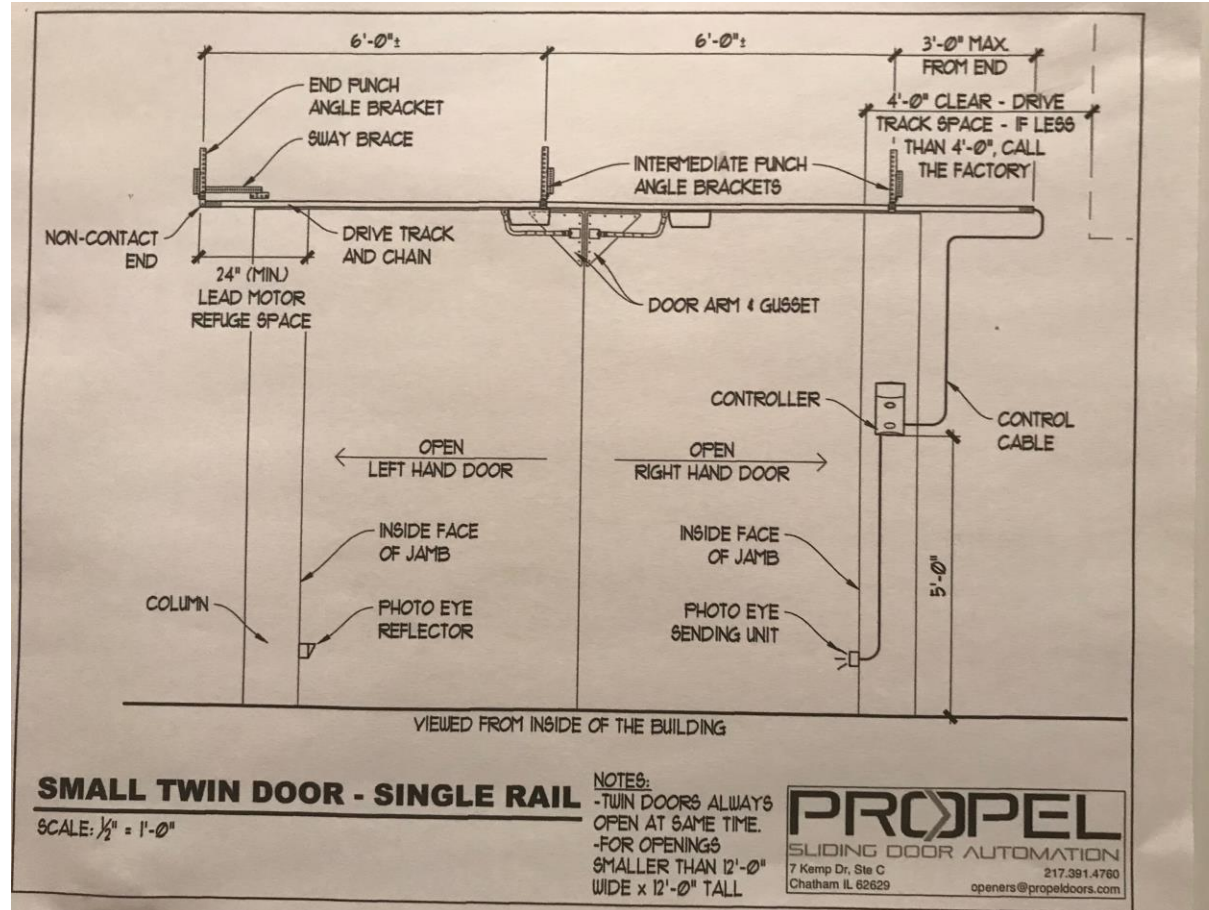 6'-0"±
6'-0"±
3'-0" MAX.
FROM END
END PUNCH
ANGLE BRACKET
SWAY BRACE
4'-0" CLEAR - DRIVE
TRACK SPACE - IF LESS
THAN 4'-0", CALL
THE FACTORY
INTERMEDIATE PUNCH
ANGLE BRACKETS
NON-CONTACT
END
DRIVE TRACK
AND CHAIN
24" (MIN.)
LEAD MOTOR
REFUGE SPACE
DOOR ARM & GUSSET
CONTROLLER
CONTROL
CABLE
OPEN
LEFT HAND DOOR
OPEN
RIGHT HAND DOOR
INSIDE FACE
OF JAMB
INSIDE FACE
OF JAMB
5'-0"
COLUMN
PHOTO EYE
REFLECTOR
PHOTO EYE
SENDING UNIT
VIEWED FROM INSIDE OF THE BUILDING
SMALL TWIN DOOR - SINGLE RAIL
SCALE: 1/2" = 1'-0"
NOTES:
-TWIN DOORS ALWAYS
OPEN AT SAME TIME.
-FOR OPENINGS
SMALLER THAN 12'-0"
WIDE x 12'-0" TALL
PROPEL
SLIDING DOOR AUTOMATION
7 Kemp Dr, Ste C
Chatham IL 62629
217.391.4760
openers@propeldoors.com